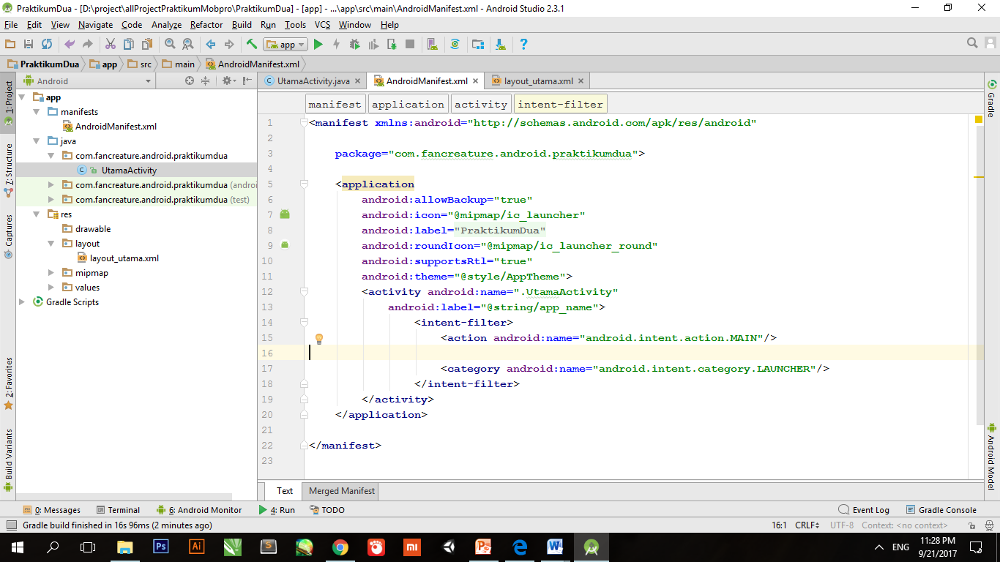 PraktikumDua - [D:\project\allProjectPraktikumMobpro\PraktikumDua] - [app] - ...\app\src\main\AndroidManifest.xml - Android Studio 2.3.1
File Edit View Navigate Code Analyze Refactor Build Run Tools VCS Window Help
app
PraktikumDua app src main AndroidManifest.xml
Android
UtamaActivity.java AndroidManifest.xml layout_utama.xml
manifest application activity intent-filter
1: Project
7: Structure
Captures
2: Favorites
Build Variants
app
manifests
AndroidManifest.xml
java
com.fancreature.android.praktikumdua
UtamaActivity
com.fancreature.android.praktikumdua (andro
com.fancreature.android.praktikumdua (test)
res
drawable
layout
layout_utama.xml
mipmap
values
Gradle Scripts
1 <manifest xmlns:android="http://schemas.android.com/apk/res/android"
2
3 package="com.fancreature.android.praktikumdua">
4
5 <application
6 android:allowBackup="true"
7 android:icon="@mipmap/ic_launcher"
8 android:label="PraktikumDua"
9 android:roundIcon="@mipmap/ic_launcher_round"
10 android:supportsRtl="true"
11 android:theme="@style/AppTheme">
12 <activity android:name=".UtamaActivity"
13 android:label="@string/app_name">
14 <intent-filter>
15 <action android:name="android.intent.action.MAIN"/>
16
17 <category android:name="android.intent.category.LAUNCHER"/>
18 </intent-filter>
19 </activity>
20 </application>
21
22 </manifest>
23
Gradle
Android Model
Text Merged Manifest
0: Messages Terminal 6: Android Monitor 4: Run TODO Event Log Gradle Console
Gradle build finished in 16s 96ms (2 minutes ago) 16:1 CRLF UTF-8 Context: <no context>
Ps Ai S mi P W
ENG
11:28 PM
9/21/2017